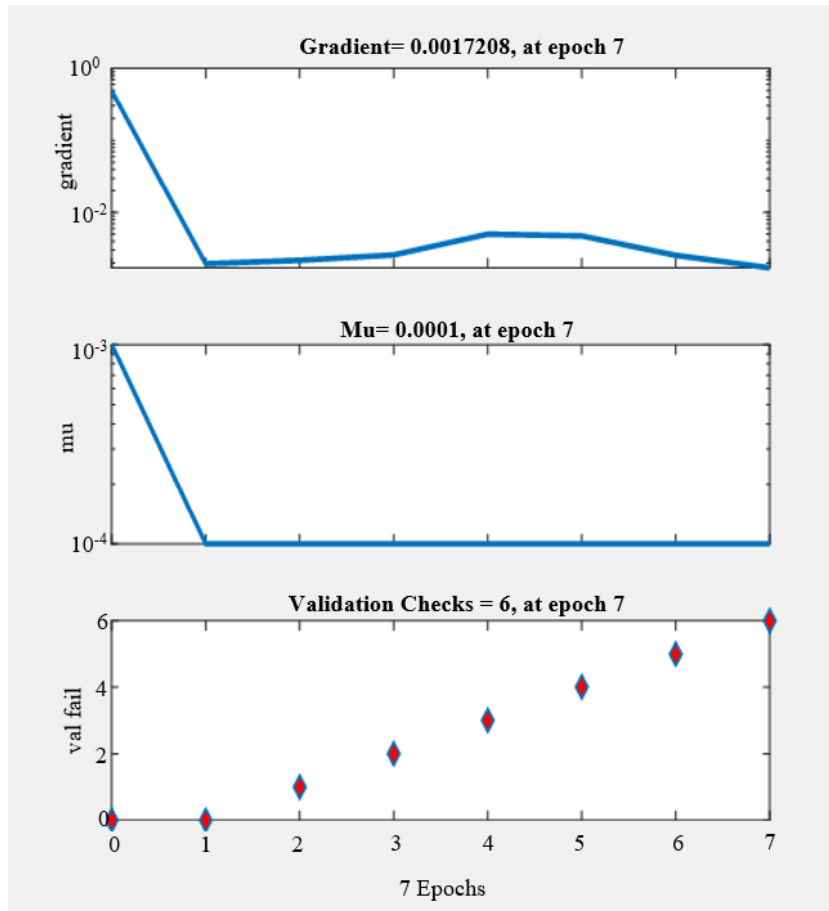 Gradient= 0.0017208, at epoch 7
10^0
gradient
10^-2
Mu= 0.0001, at epoch 7
10^-3
mu
10^-4
Validation Checks = 6, at epoch 7
6
4
val fail
2
0
0 1 2 3 4 5 6 7
7 Epochs